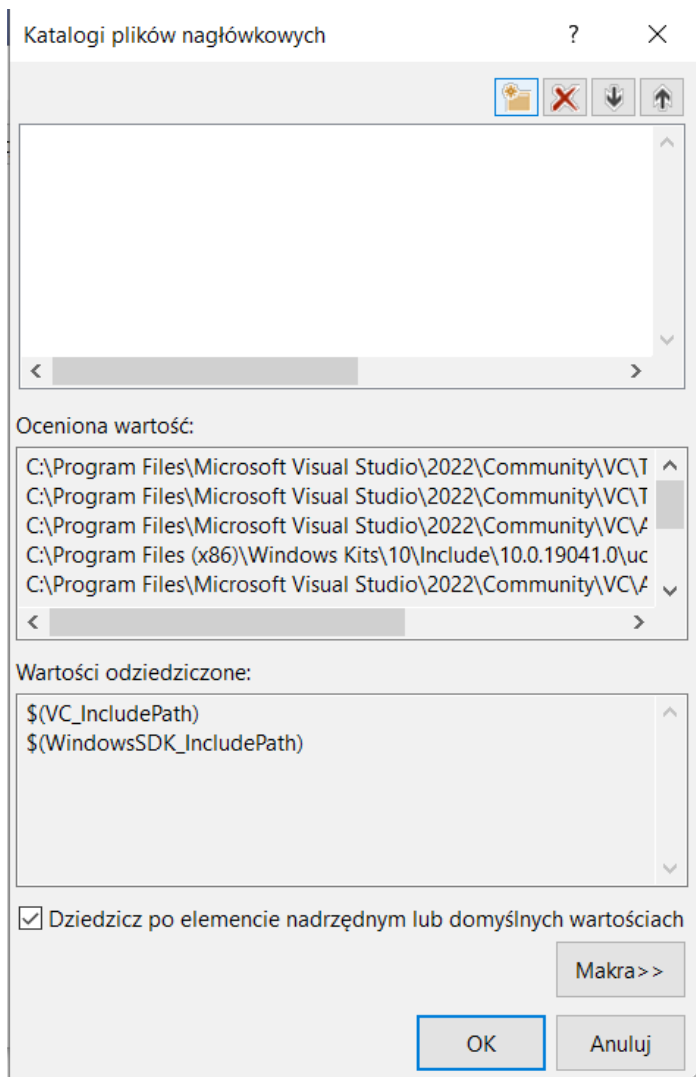 Katalogi plików nagłówkowych
?
Oceniona wartość:
C:\Program Files\Microsoft Visual Studio\2022\Community\VC\T
C:\Program Files\Microsoft Visual Studio\2022\Community\VC\T
C:\Program Files\Microsoft Visual Studio\2022\Community\VC\A
C:\Program Files (x86)\Windows Kits\10\Include\10.0.19041.0\uc
C:\Program Files\Microsoft Visual Studio\2022\Community\VC\A
Wartości odziedziczone:
$(VC_IncludePath)
$(WindowsSDK_IncludePath)
Dziedzicz po elemencie nadrzędnym lub domyślnych wartościach
Makra>>
OK Anuluj